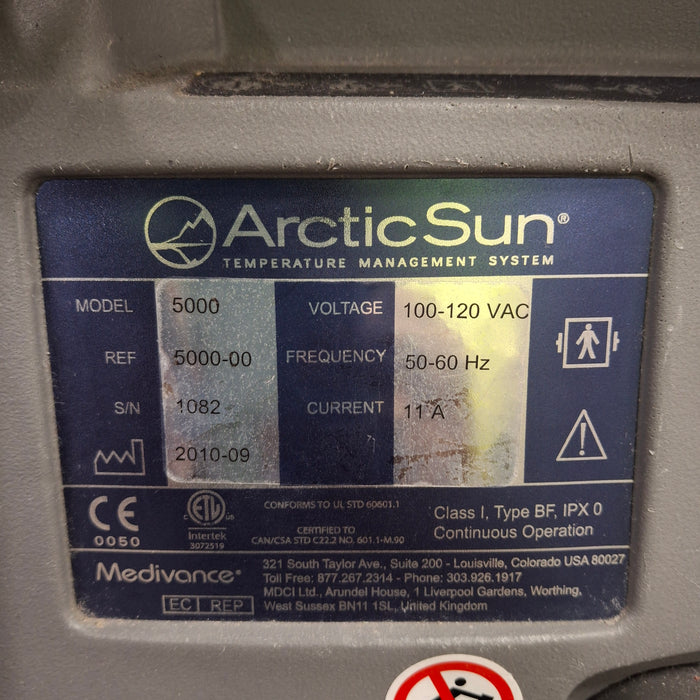 ArcticSun®
TEMPERATURE MANAGEMENT SYSTEM
MODEL 5000 VOLTAGE 100-120 VAC
REF 5000-00 FREQUENCY 50-60 Hz
S/N 1082 CURRENT 11 A
2010-09
CE
0050
ETL
US
Intertek
3072519
CONFORMS TO UL STD 60601.1
CERTIFIED TO
CAN/CSA STD C22.2 NO. 601.1-M.90
Class I, Type BF, IPX 0
Continuous Operation
Medivance®
EC REP
321 South Taylor Ave., Suite 200 - Louisville, Colorado USA 80027
Toll Free: 877.267.2314 - Phone: 303.926.1917
MDCI Ltd., Arundel House, 1 Liverpool Gardens, Worthing,
West Sussex BN11 1SL, United Kingdom